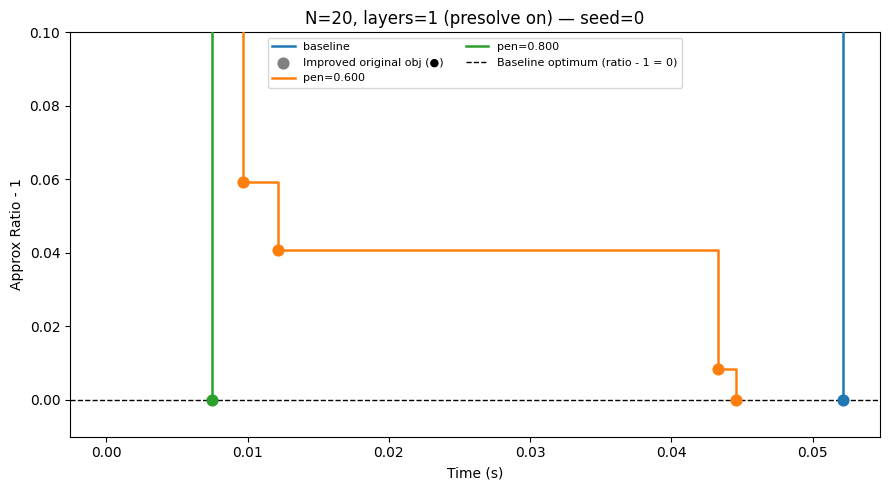 N=20, layers=1 (presolve on) — seed=0
baseline
Improved original obj (●)
pen=0.600
pen=0.800
Baseline optimum (ratio - 1 = 0)
Approx Ratio - 1
0.10
0.08
0.06
0.04
0.02
0.00
0.00 0.01 0.02 0.03 0.04 0.05
Time (s)